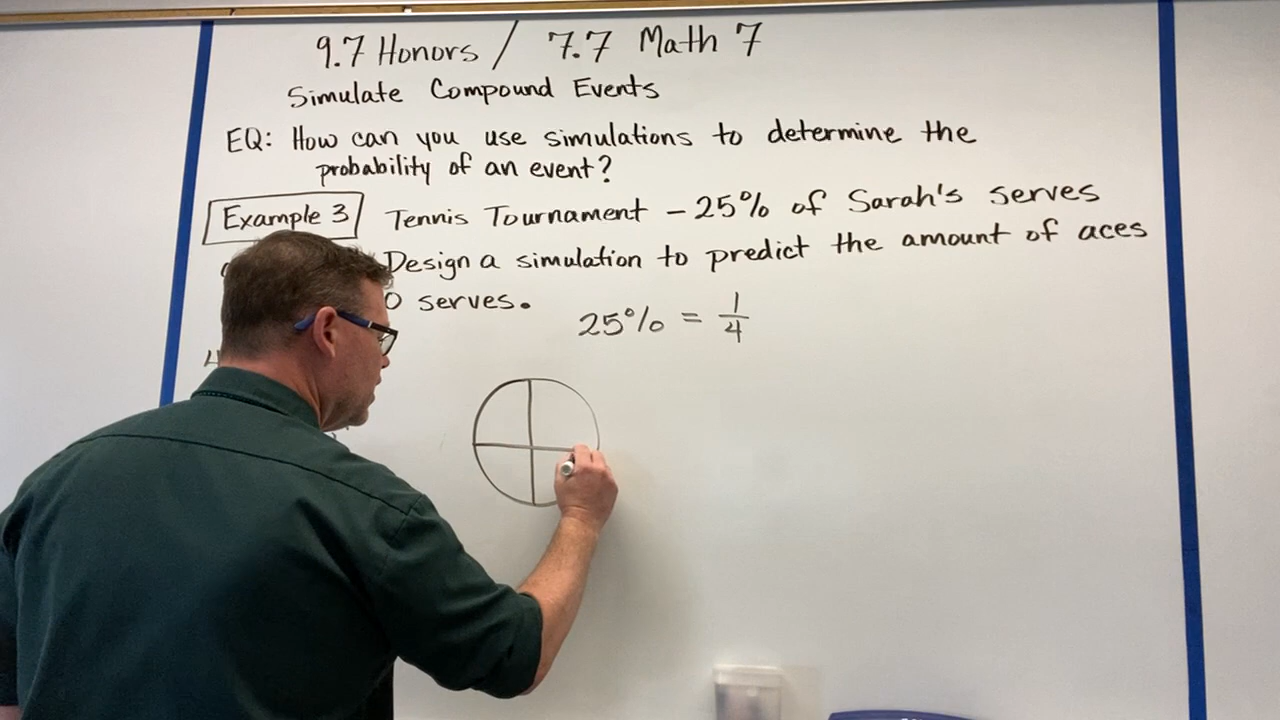 9.7 Honors / 7.7 Math 7
Simulate Compound Events
EQ: How can you use simulations to determine the
probability of an event?
Example 3 Tennis Tournament - 25% of Sarah's serves
Design a simulation to predict the amount of aces
0 serves.
25% = 1/4